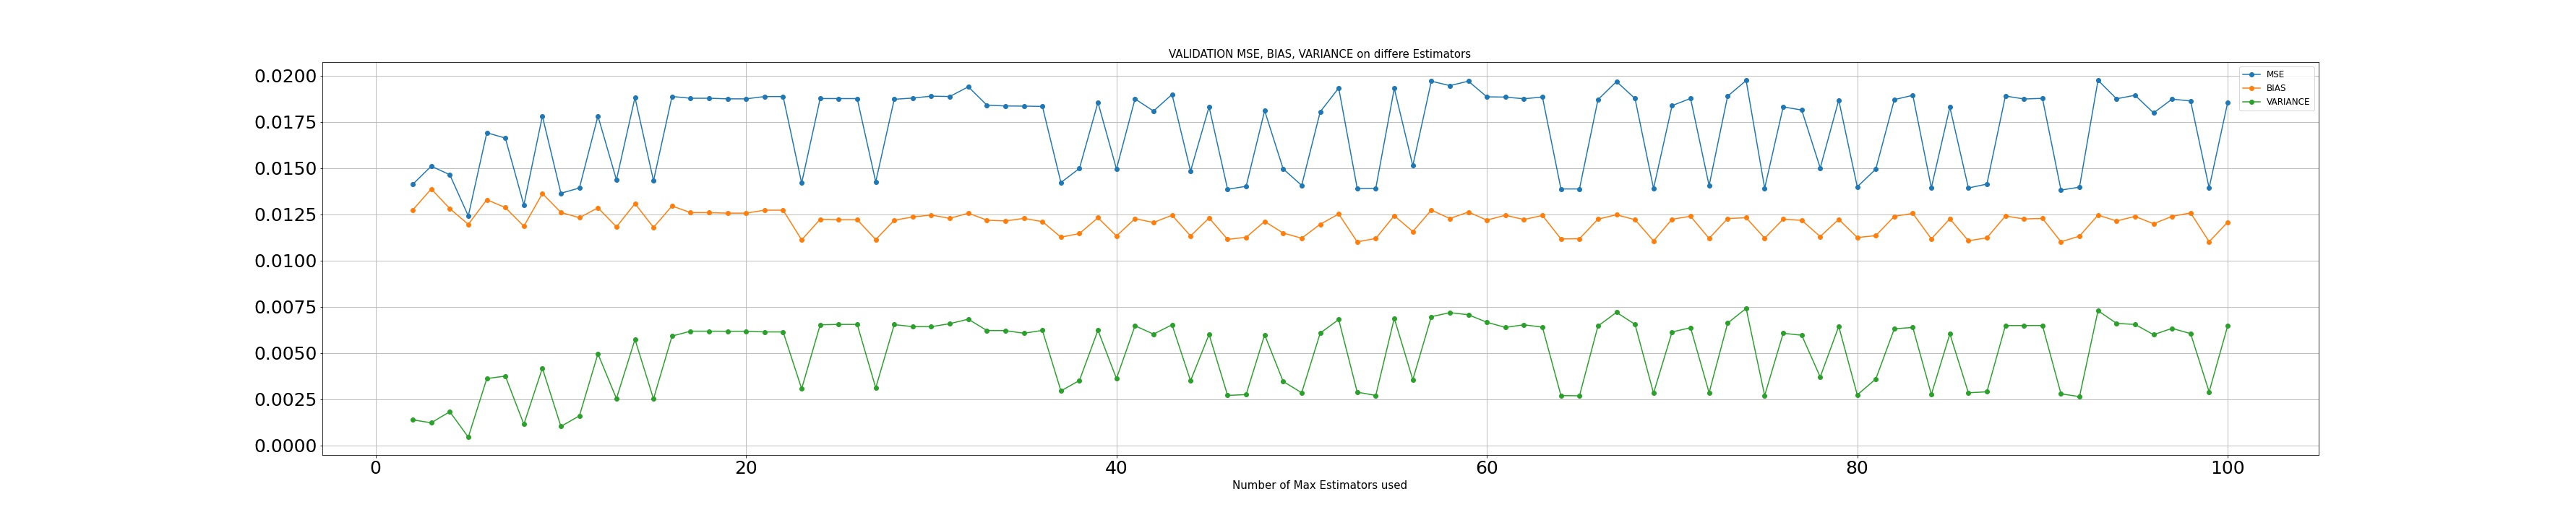 VALIDATION MSE, BIAS, VARIANCE on differe Estimators
MSE
BIAS
VARIANCE
0.0200
0.0175
0.0150
0.0125
0.0100
0.0075
0.0050
0.0025
0.0000
0 20 40 60 80 100
Number of Max Estimators used